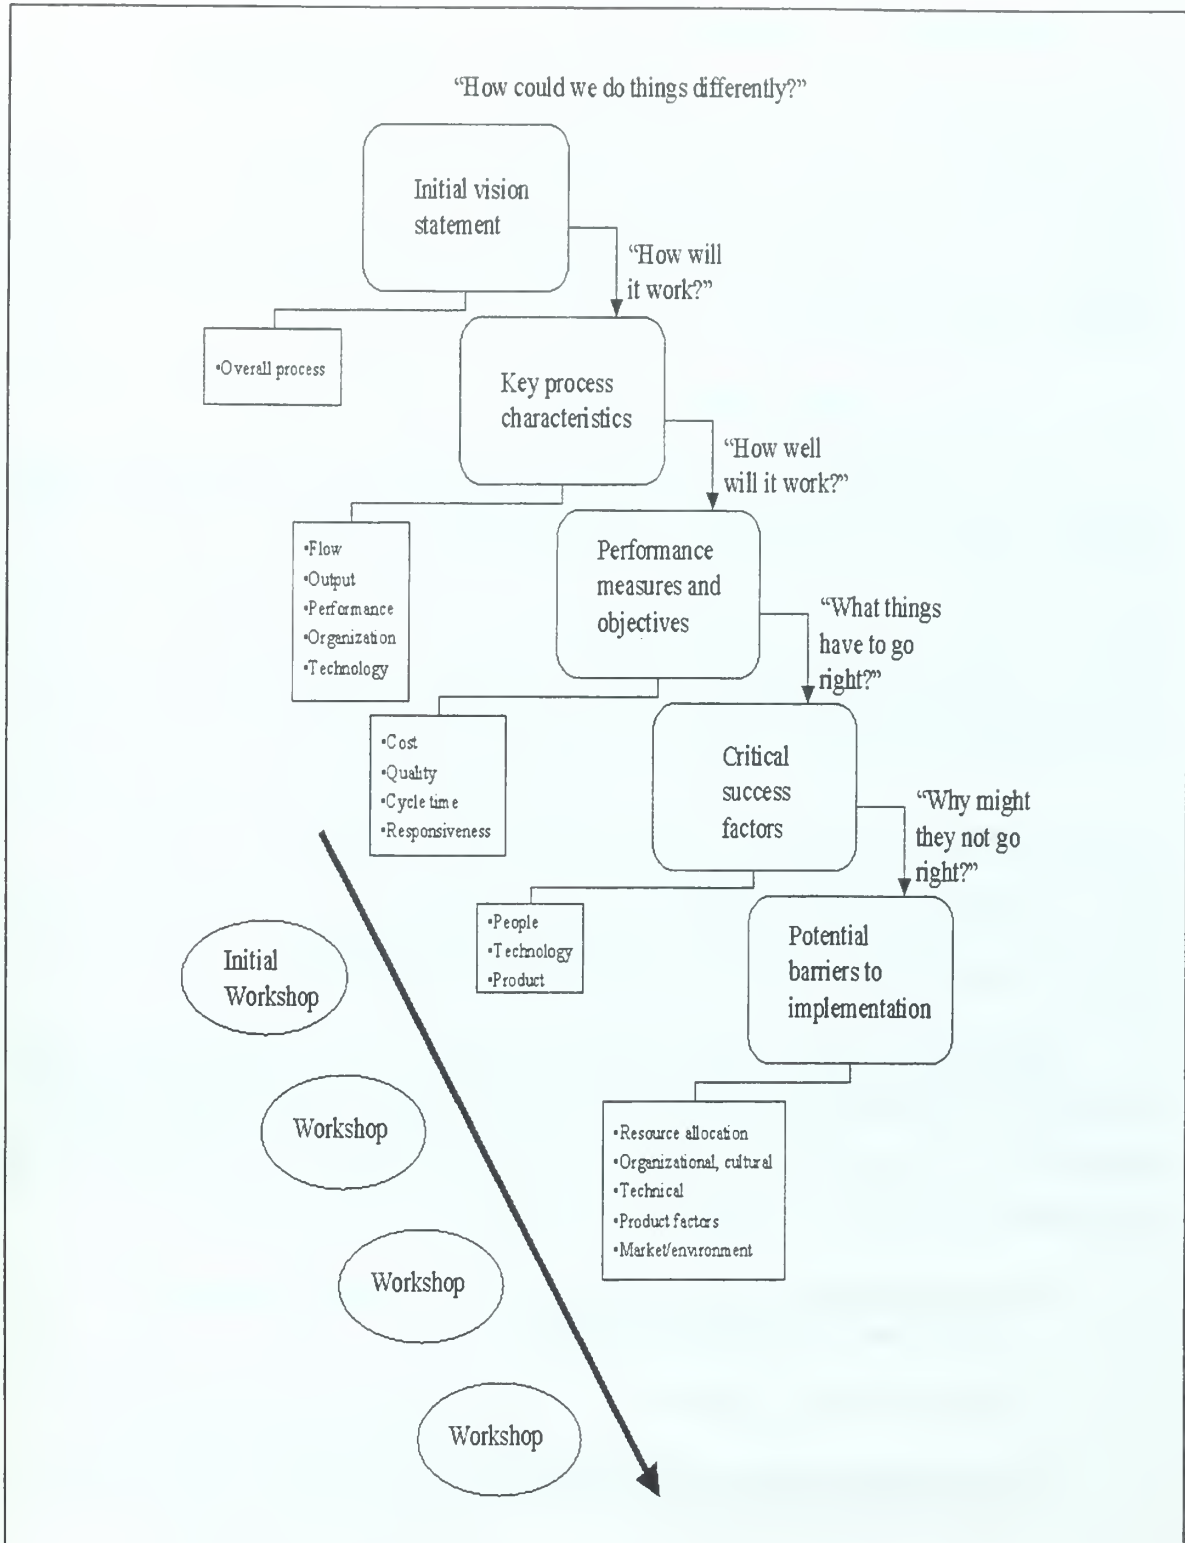 “How could we do things differently?”
Initial vision
statement
“How will
it work?”
•Overall process
Key process
characteristics
“How well
will it work?”
•Flow
•Output
•Performance
•Organization
•Technology
Performance
measures and
objectives
“What things
have to go
right?”
•Cost
•Quality
•Cycle time
•Responsiveness
Critical
success
factors
“Why might
they not go
right?”
•People
•Technology
•Product
Potential
barriers to
implementation
•Resource allocation
•Organizational, cultural
•Technical
•Product factors
•Market/environment
Initial
Workshop
Workshop
Workshop
Workshop